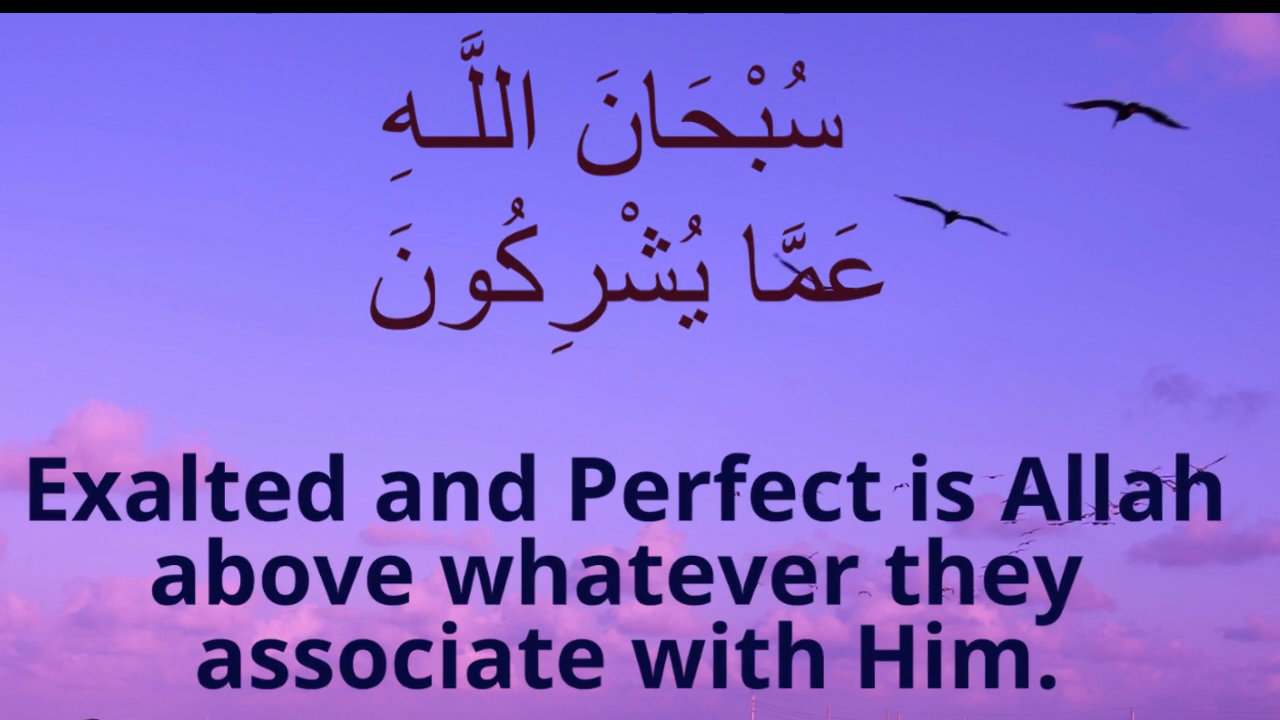 سُبْحَانَ اللَّـهِ
عَمَّا يُشْرِكُونَ
Exalted and Perfect is Allah
above whatever they
associate with Him.